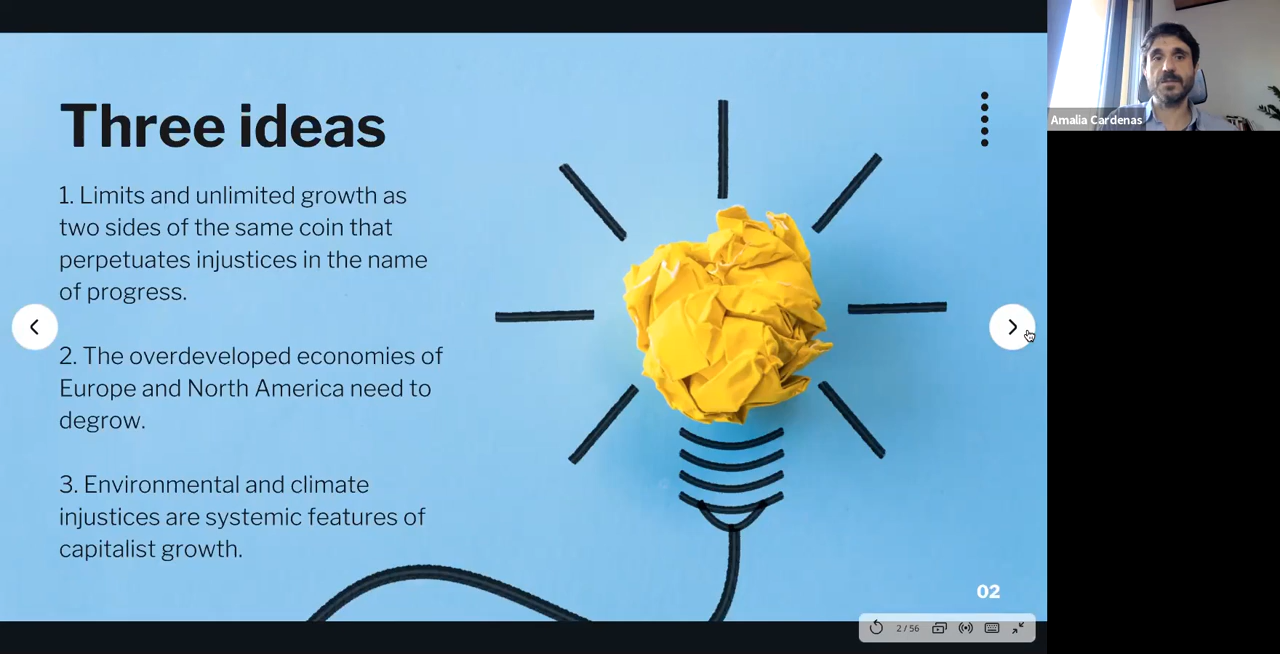 Three ideas
1. Limits and unlimited growth as
two sides of the same coin that
perpetuates injustices in the name
of progress.
2. The overdeveloped economies of
Europe and North America need to
degrow.
3. Environmental and climate
injustices are systemic features of
capitalist growth.
02
2 / 56
Amalia Cardenas